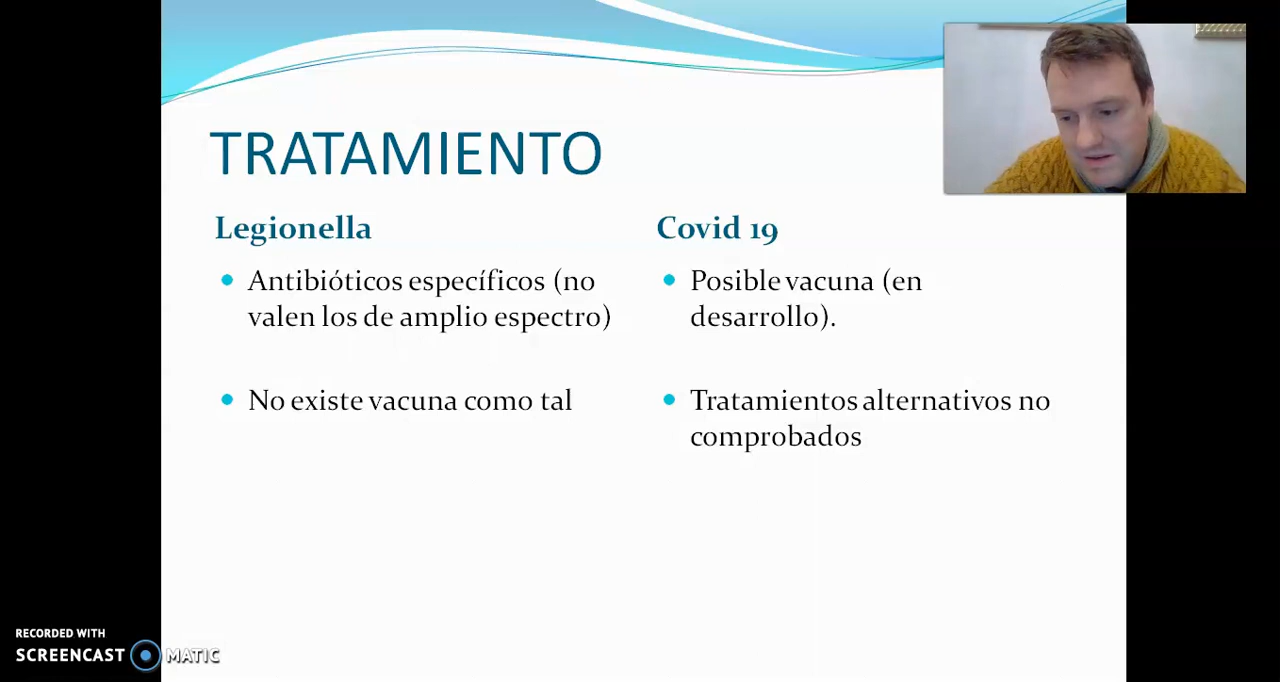 TRATAMIENTO
Legionella
Antibióticos específicos (no
valen los de amplio espectro)
No existe vacuna como tal
Covid 19
Posible vacuna (en
desarrollo).
Tratamientos alternativos no
comprobados
RECORDED WITH
SCREENCAST MATIC